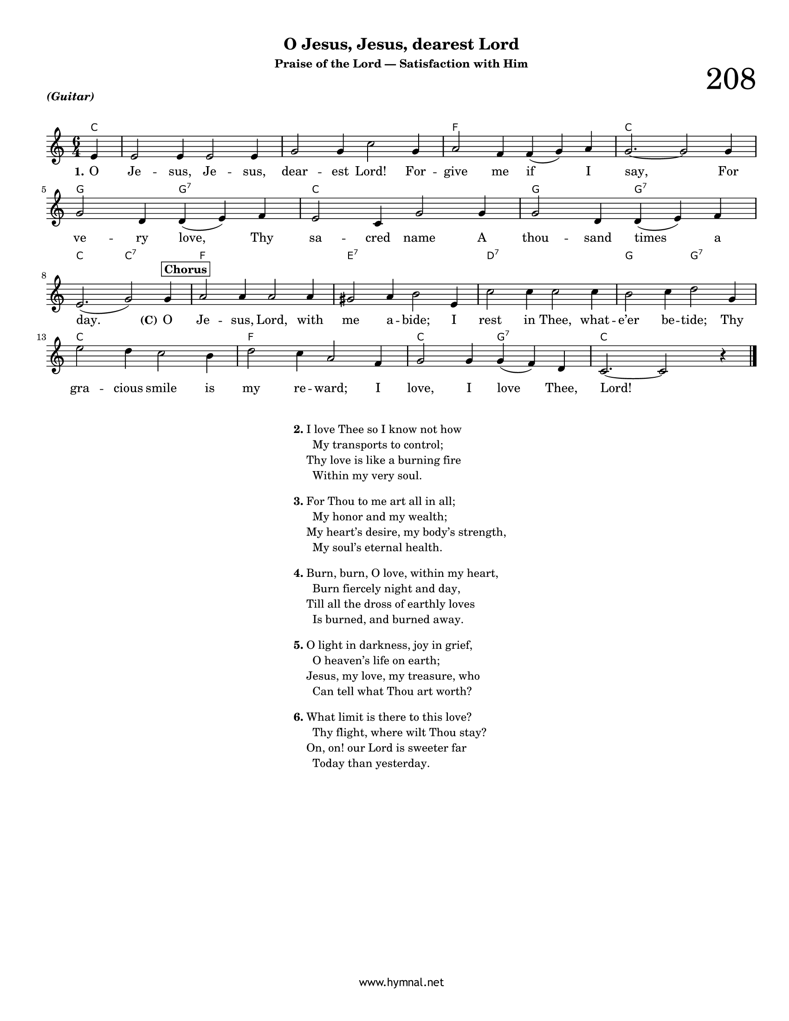 O Jesus, Jesus, dearest Lord
Praise of the Lord — Satisfaction with Him
208
(Guitar)
C F C
1. O Je - sus, Je - sus, dear - est Lord! For - give me if I say, For
5 G G7 C G G7
ve - ry love, Thy sa - cred name A thou - sand times a
C C7 F E7 D7 G G7
Chorus
8
day. (C) O Je - sus, Lord, with me a - bide; I rest in Thee, what - e'er be - tide; Thy
13 C F C G7 C
gra - cious smile is my re - ward; I love, I love Thee, Lord!
2. I love Thee so I know not how
My transports to control;
Thy love is like a burning fire
Within my very soul.
3. For Thou to me art all in all;
My honor and my wealth;
My heart's desire, my body's strength,
My soul's eternal health.
4. Burn, burn, O love, within my heart,
Burn fiercely night and day,
Till all the dross of earthly loves
Is burned, and burned away.
5. O light in darkness, joy in grief,
O heaven's life on earth;
Jesus, my love, my treasure, who
Can tell what Thou art worth?
6. What limit is there to this love?
Thy flight, where wilt Thou stay?
On, on! our Lord is sweeter far
Today than yesterday.
www.hymnal.net